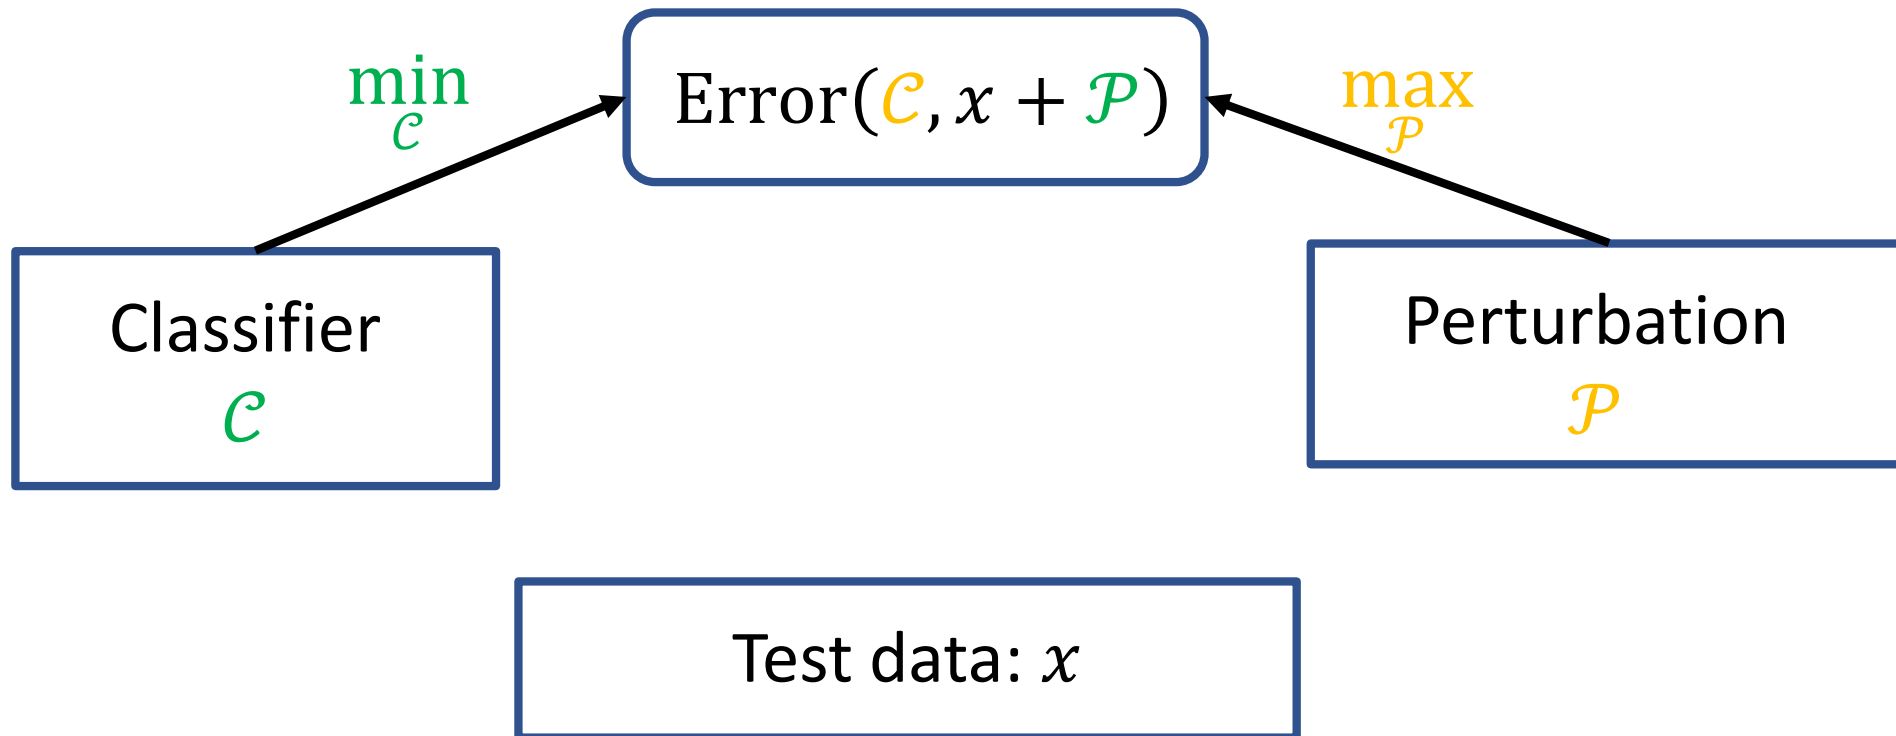 Error(𝒞, x + 𝒫)
min
𝒞
max
𝒫
Classifier
𝒞
Perturbation
𝒫
Test data: x